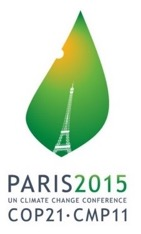 PARIS2015
UN CLIMATE CHANGE CONFERENCE
COP21·CMP11